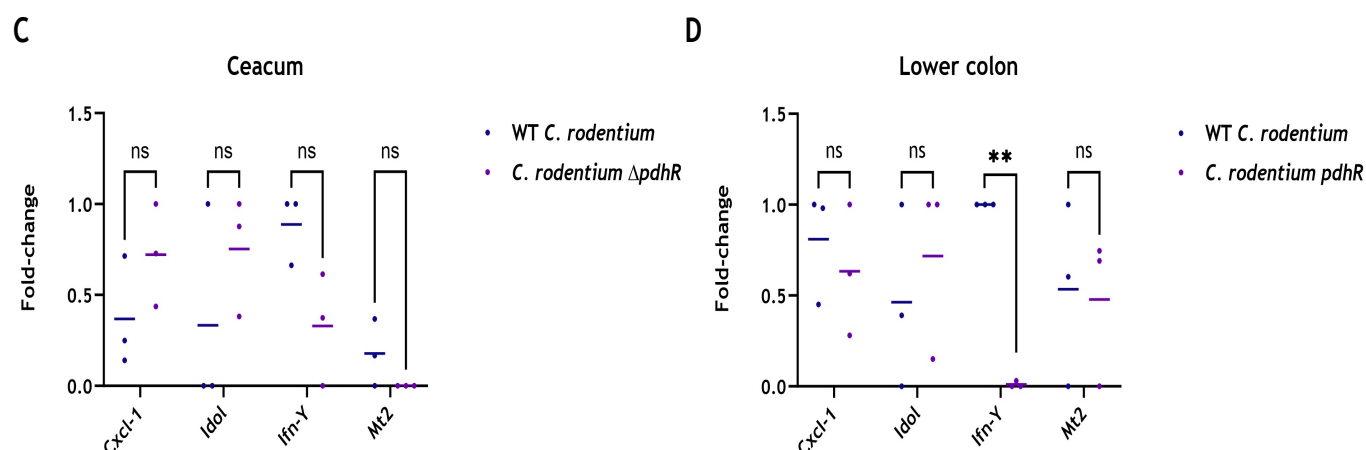 C
D
Ceacum
Lower colon
Fold-change
1.5
1.0
0.5
0.0
ns
ns
ns
ns
Cxcl-1
Idol
Ifn-Y
Mt2
WT C. rodentium
C. rodentium ΔpdhR
Fold-change
1.5
1.0
0.5
0.0
ns
ns
**
ns
Cxcl-1
Idol
Ifn-Y
Mt2
WT C. rodentium
C. rodentium pdhR